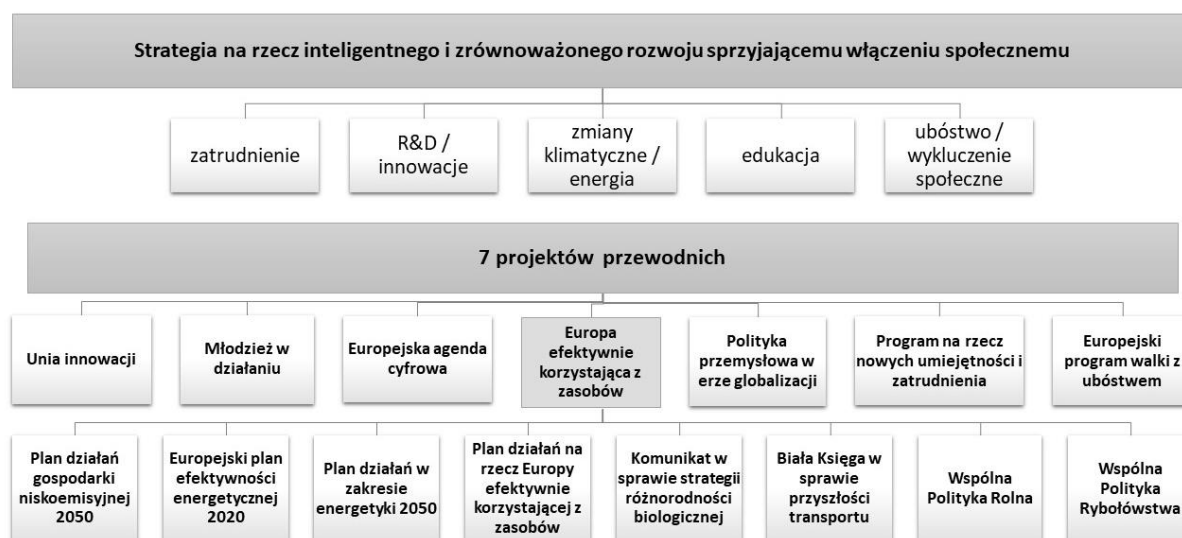 Strategia na rzecz inteligentnego i zrównoważonego rozwoju sprzyjającemu włączeniu społecznemu
zatrudnienie
R&D /
innowacje
zmiany
klimatyczne /
energia
edukacja
ubóstwo /
wykluczenie
społeczne
7 projektów przewodnich
Unia innowacji
Młodzież w
działaniu
Europejska agenda
cyfrowa
Europa
efektywnie
korzystająca z
zasobów
Polityka
przemysłowa w
erze globalizacji
Program na rzecz
nowych umiejętności i
zatrudnienia
Europejski
program walki z
ubóstwem
Plan działań
gospodarki
niskoemisyjnej
2050
Europejski plan
efektywności
energetycznej
2020
Plan działań w
zakresie
energetyki 2050
Plan działań na
rzecz Europy
efektywnie
korzystającej z
zasobów
Komunikat w
sprawie strategii
różnorodności
biologicznej
Biała Księga w
sprawie
przyszłości
transportu
Wspólna
Polityka Rolna
Wspólna
Polityka
Rybołówstwa